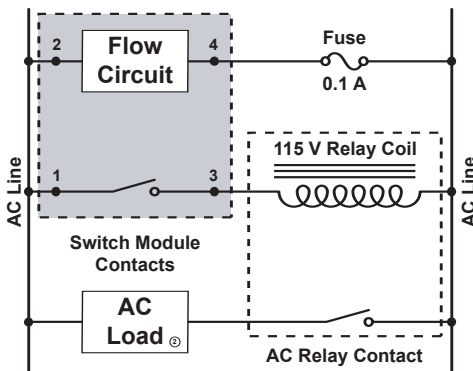 2
Flow
Circuit
4
Fuse
0.1 A
AC Line
1
3
115 V Relay Coil
AC Line
Switch Module
Contacts
AC
Load ②
AC Relay Contact